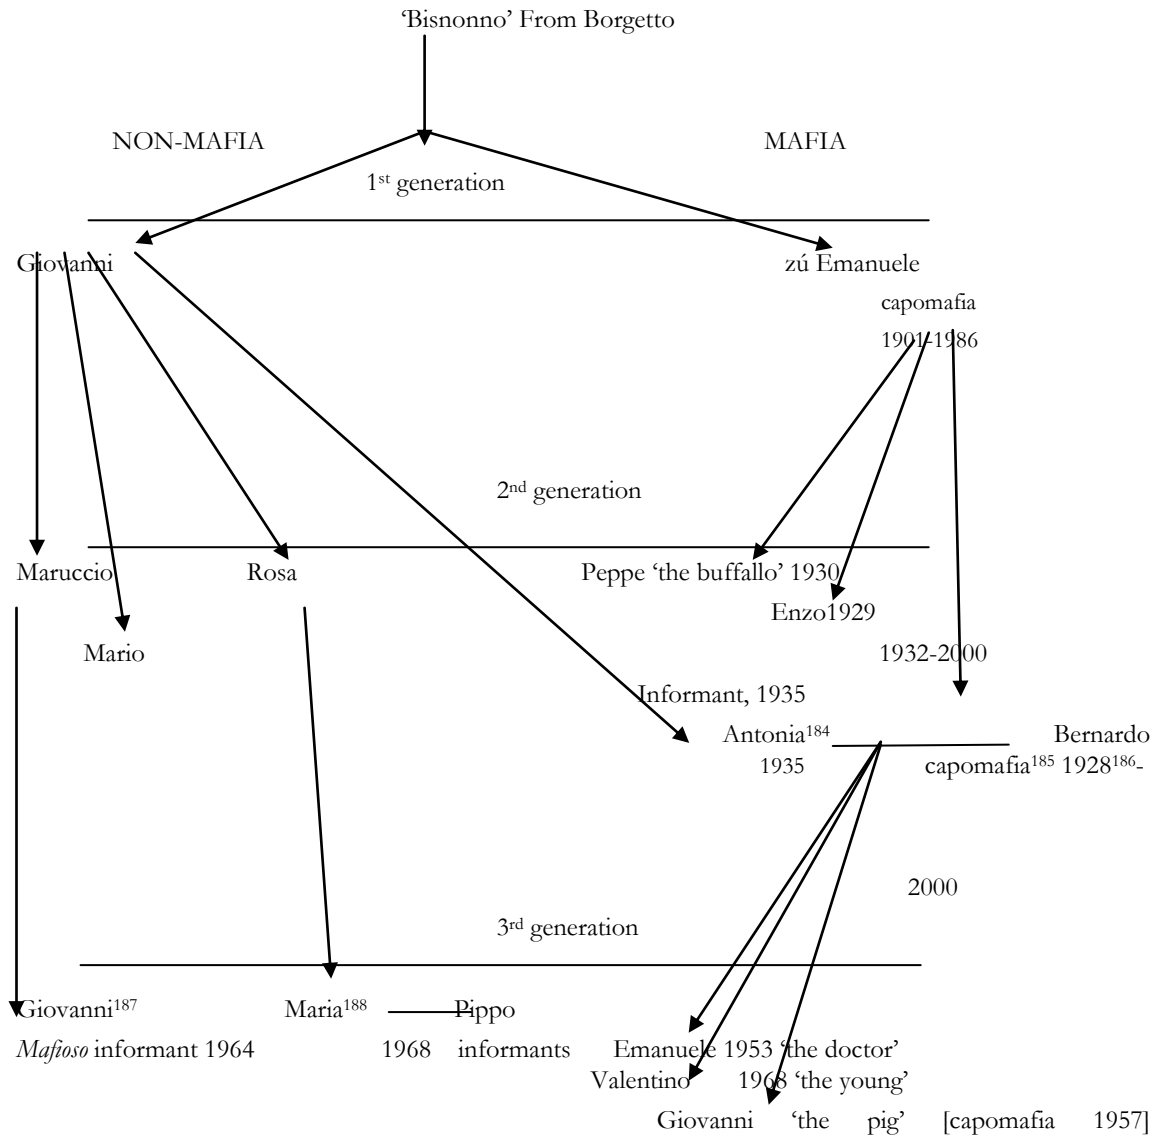 ‘Bisnonno’ From Borgetto
NON-MAFIA MAFIA
1st generation
Giovanni zú Emanuele
capomafia
1901-1986
2nd generation
Maruccio Rosa Peppe ‘the buffallo’ 1930
Enzo1929
Mario 1932-2000
Informant, 1935
Antonia184 Bernardo
1935 capomafia185 1928186-
2000
3rd generation
Giovanni187 Maria188 Pippo
Mafioso informant 1964 1968 informants Emanuele 1953 ‘the doctor’
Valentino 1968 ‘the young’
Giovanni ‘the pig’ [capomafia 1957]